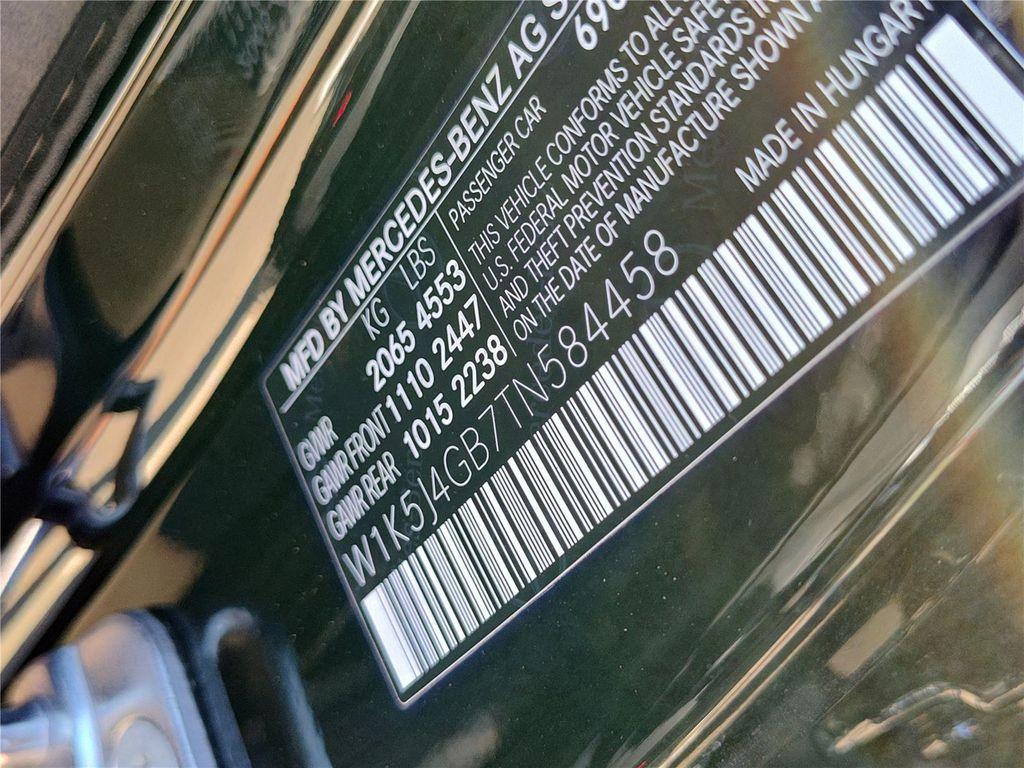 MFD BY MERCEDES-BENZ AG S
KG LBS
GVWR 2065 4553
GAWR FRONT 1110 2447
GAWR REAR 1015 2238
PASSENGER CAR
THIS VEHICLE CONFORMS TO ALL
U.S. FEDERAL MOTOR VEHICLE SAFE
AND THEFT PREVENTION STANDARDS IN
ON THE DATE OF MANUFACTURE SHOWN A
MADE IN HUNGARY
W1K5J4GB7TN584458